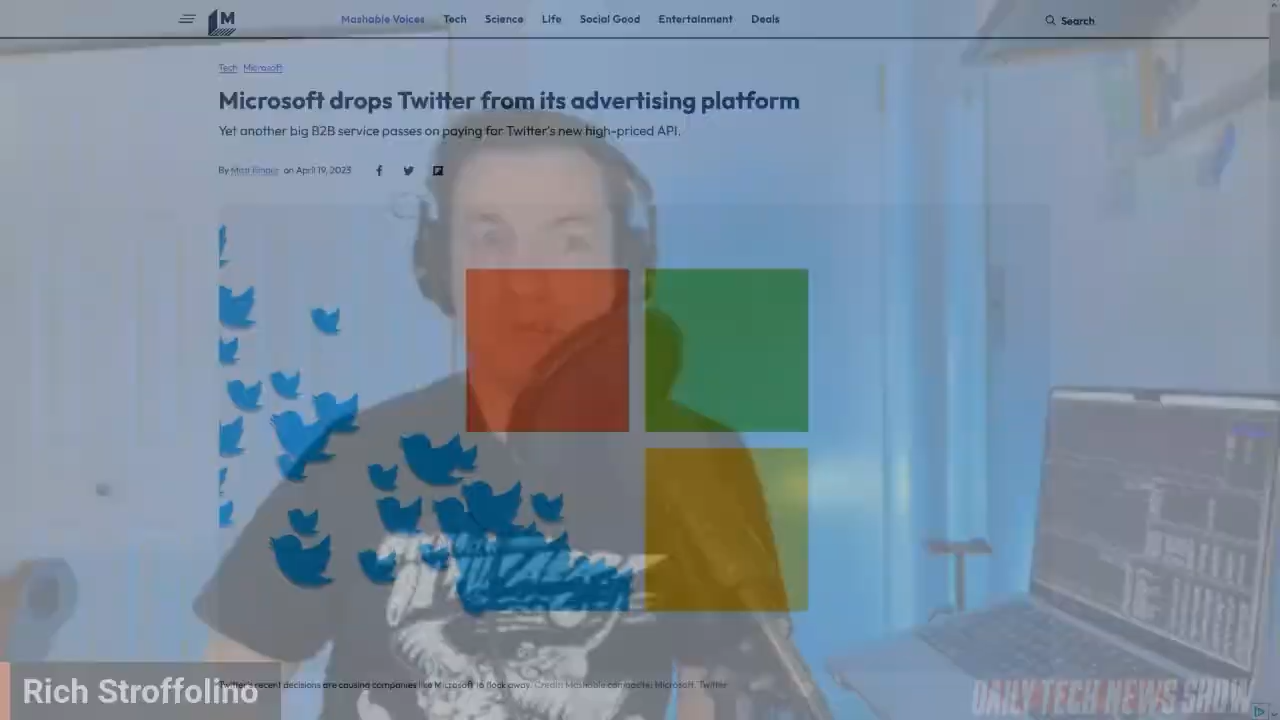 M
Mashable Voices Tech Science Life Social Good Entertainment Deals
Search
Tech Microsoft
Microsoft drops Twitter from its advertising platform
Yet another big B2B service passes on paying for Twitter's new high-priced API.
By Matt Binder on April 19, 2023
Twitter's recent decisions are causing companies like Microsoft to flock away. Credit: Mashable composite: Microsoft, Twitter
Rich Stroffolino
DAILY TECH NEWS SHOW